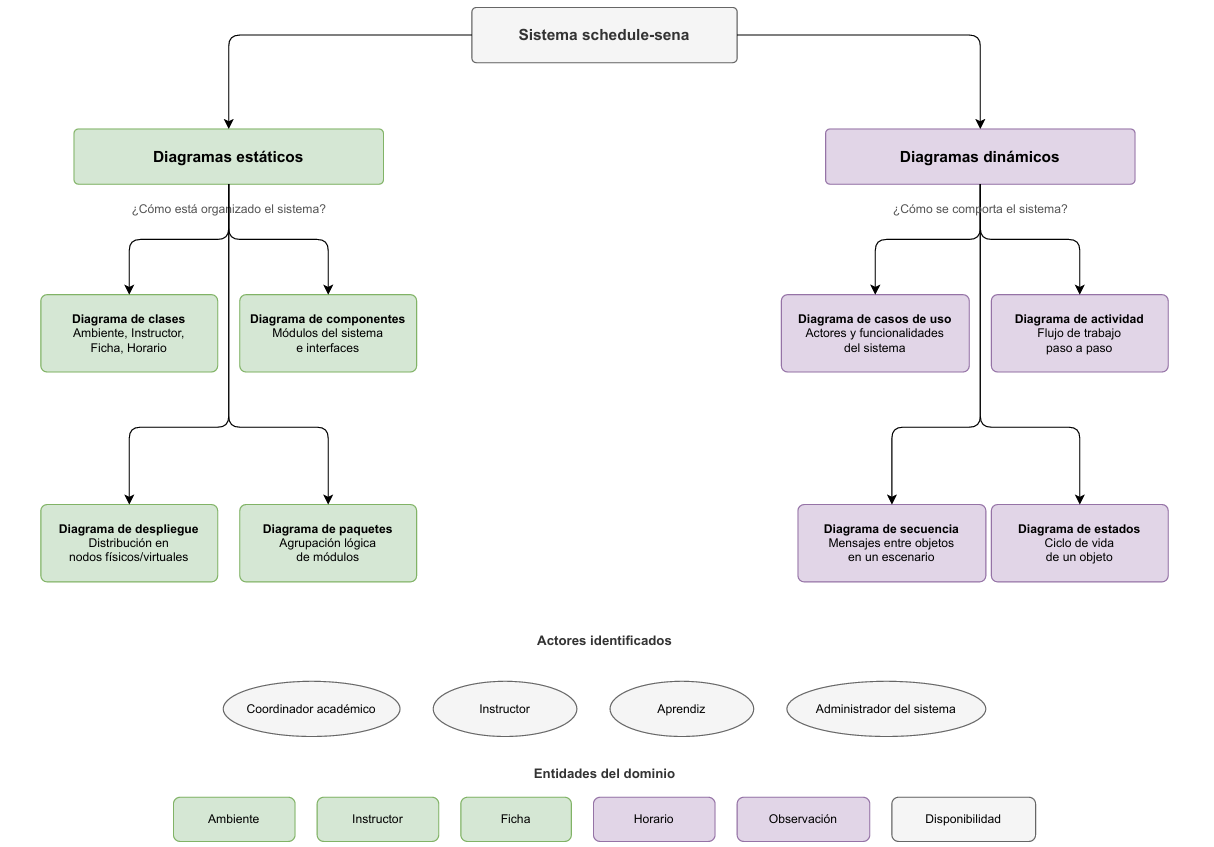 Sistema schedule-sena
Diagramas estáticos
Diagramas dinámicos
¿Cómo está organizado el sistema?
¿Cómo se comporta el sistema?
Diagrama de clases
Ambiente, Instructor,
Ficha, Horario
Diagrama de componentes
Módulos del sistema
e interfaces
Diagrama de casos de uso
Actores y funcionalidades
del sistema
Diagrama de actividad
Flujo de trabajo
paso a paso
Diagrama de despliegue
Distribución en
nodos físicos/virtuales
Diagrama de paquetes
Agrupación lógica
de módulos
Diagrama de secuencia
Mensajes entre objetos
en un escenario
Diagrama de estados
Ciclo de vida
de un objeto
Actores identificados
Coordinador académico
Instructor
Aprendiz
Administrador del sistema
Entidades del dominio
Ambiente
Instructor
Ficha
Horario
Observación
Disponibilidad